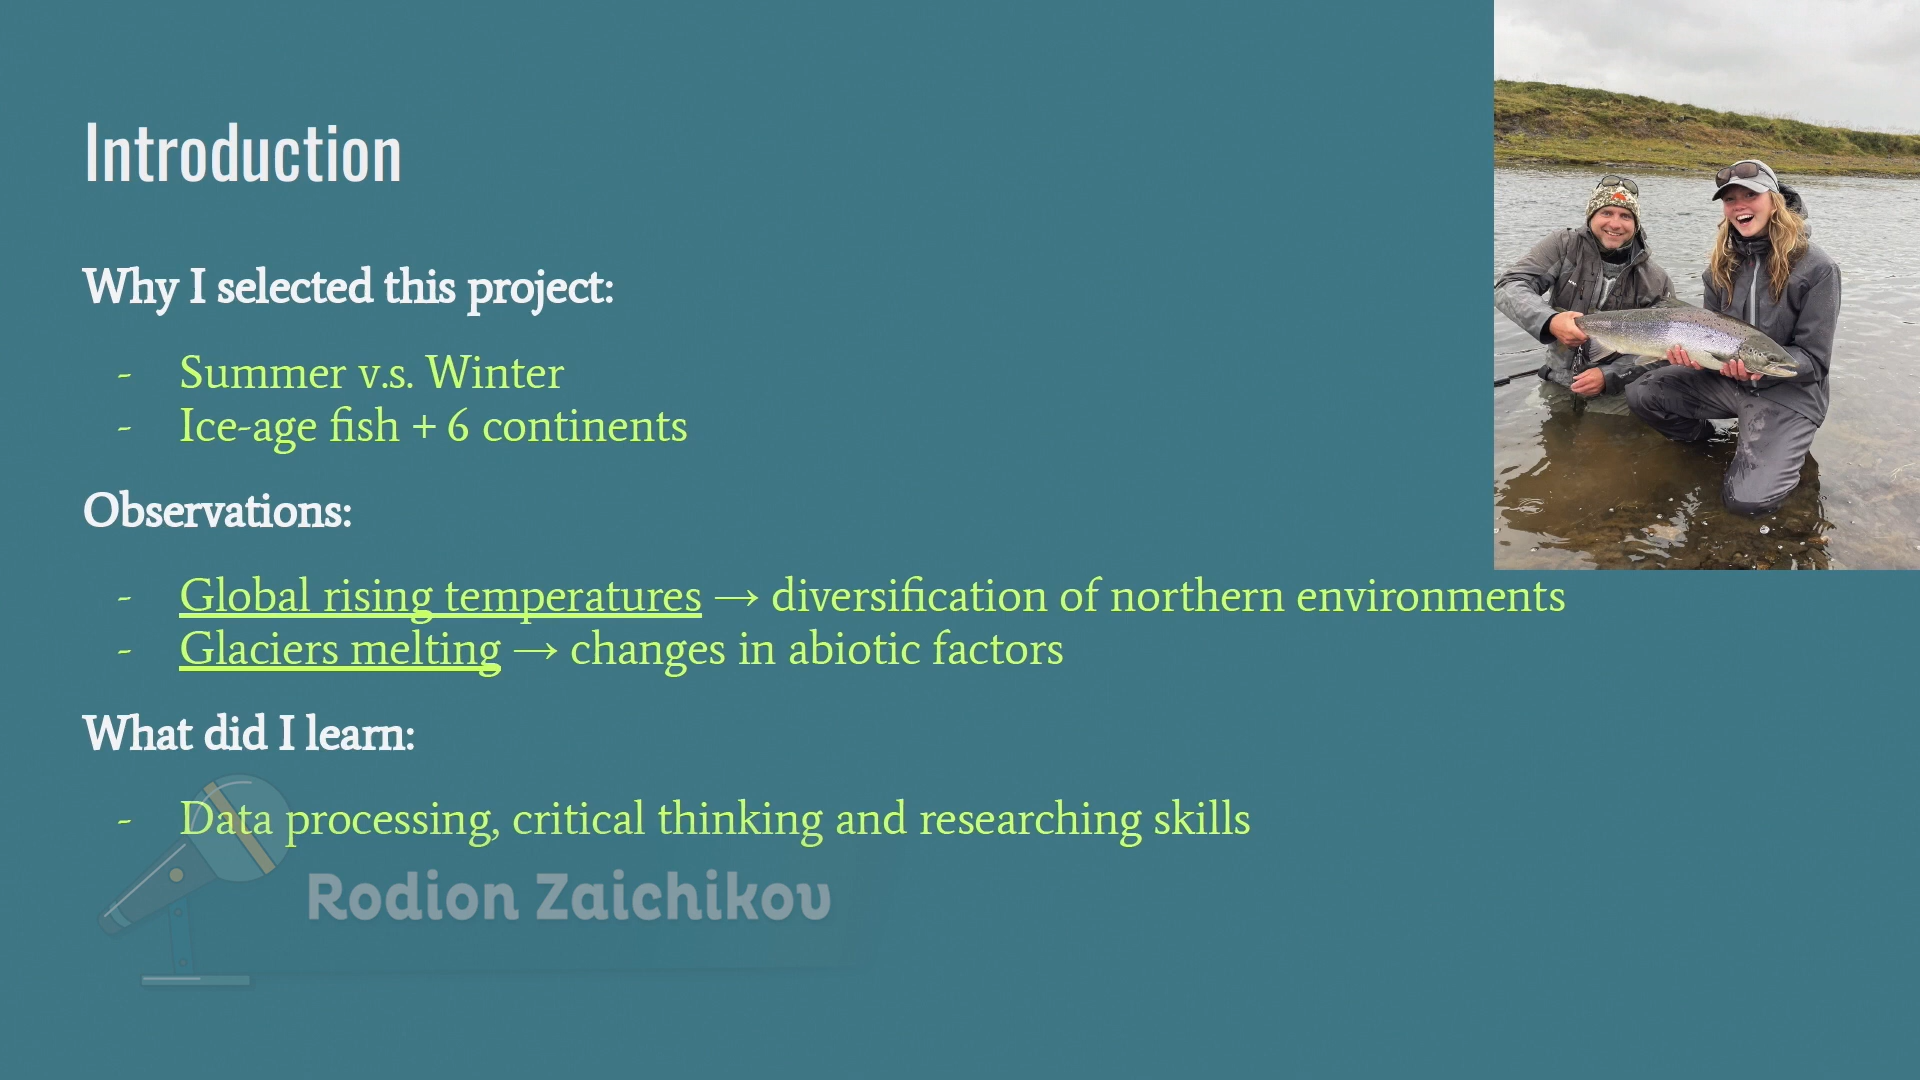 Introduction
Why I selected this project:
- Summer v.s. Winter
- Ice-age fish + 6 continents
Observations:
- Global rising temperatures → diversification of northern environments
- Glaciers melting → changes in abiotic factors
What did I learn:
- Data processing, critical thinking and researching skills
Rodion Zaichikov